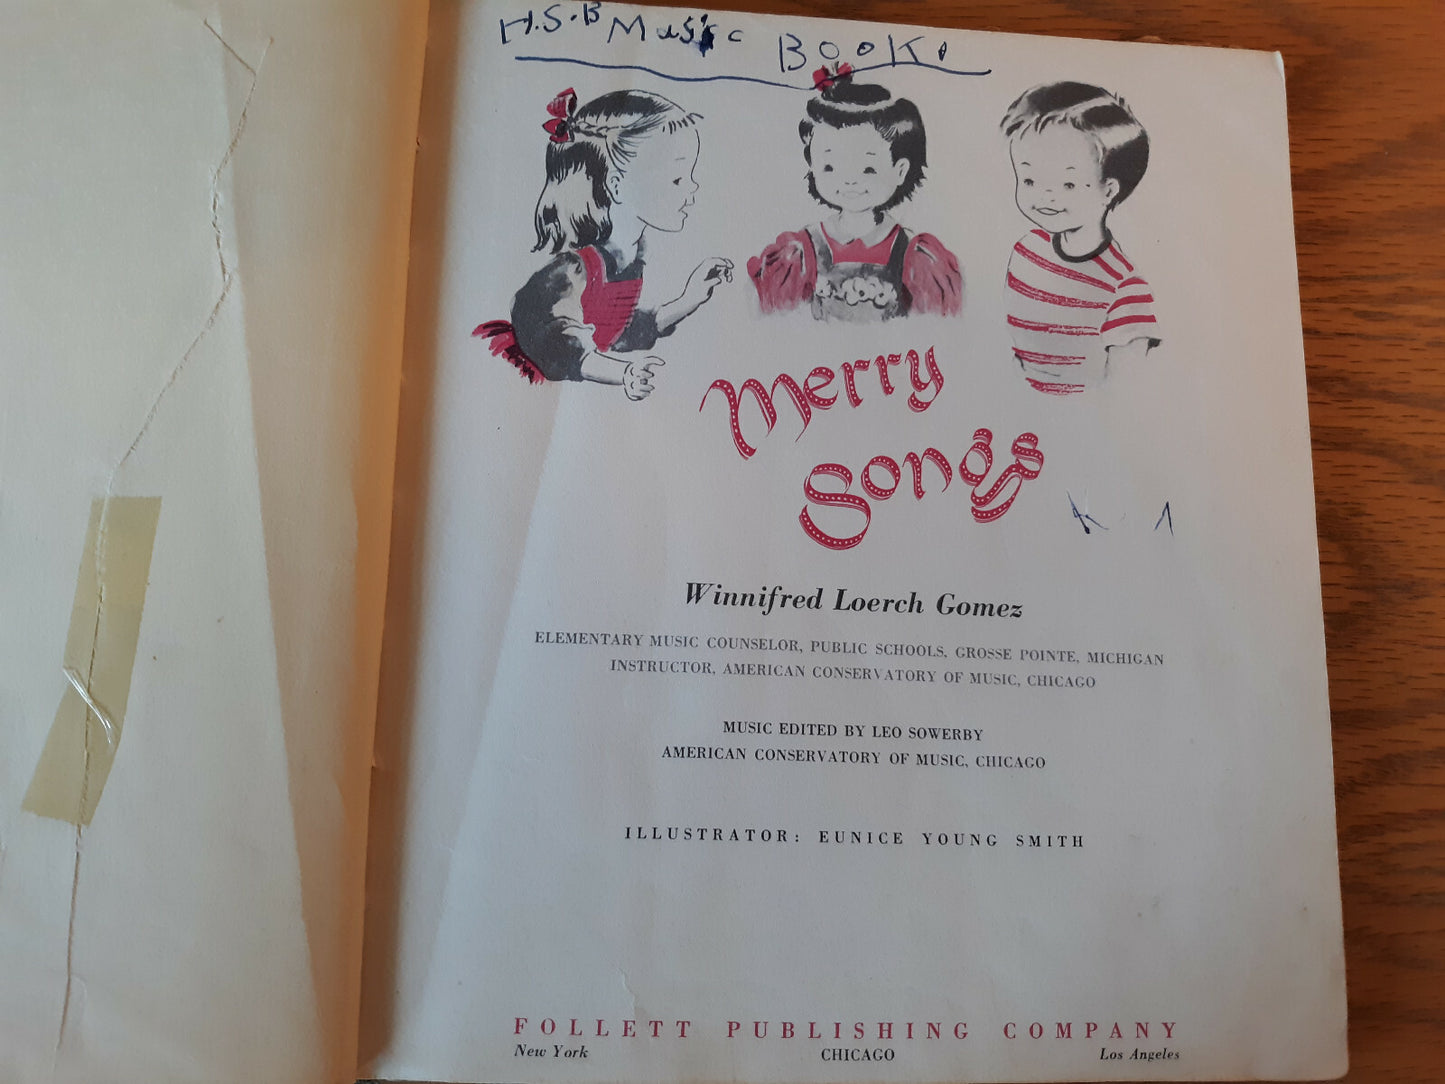 H.S.B Music Book.
merry
songs
Winnifred Loerch Gomez
ELEMENTARY MUSIC COUNSELOR, PUBLIC SCHOOLS, GROSSE POINTE, MICHIGAN
INSTRUCTOR, AMERICAN CONSERVATORY OF MUSIC, CHICAGO
MUSIC EDITED BY LEO SOWERBY
AMERICAN CONSERVATORY OF MUSIC, CHICAGO
ILLUSTRATOR: EUNICE YOUNG SMITH
FOLLETT PUBLISHING COMPANY
New York CHICAGO Los Angeles